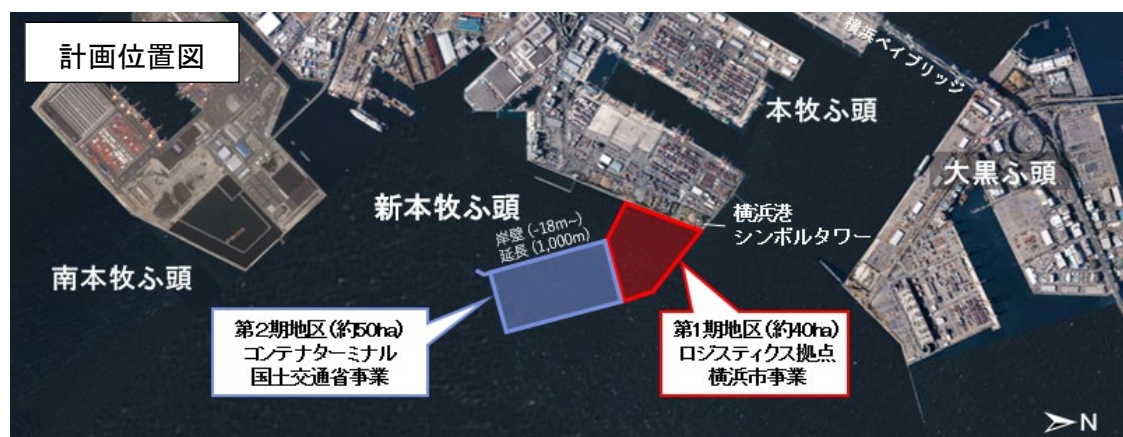 計画位置図
横浜ベイブリッジ
本牧ふ頭
大黒ふ頭
新本牧ふ頭
岸壁(-18m~)
延長(1,000m)
横浜港
シンボルタワー
南本牧ふ頭
第2期地区(約50ha)
コンテナターミナル
国土交通省事業
第1期地区(約40ha)
ロジスティクス拠点
横浜市事業
N